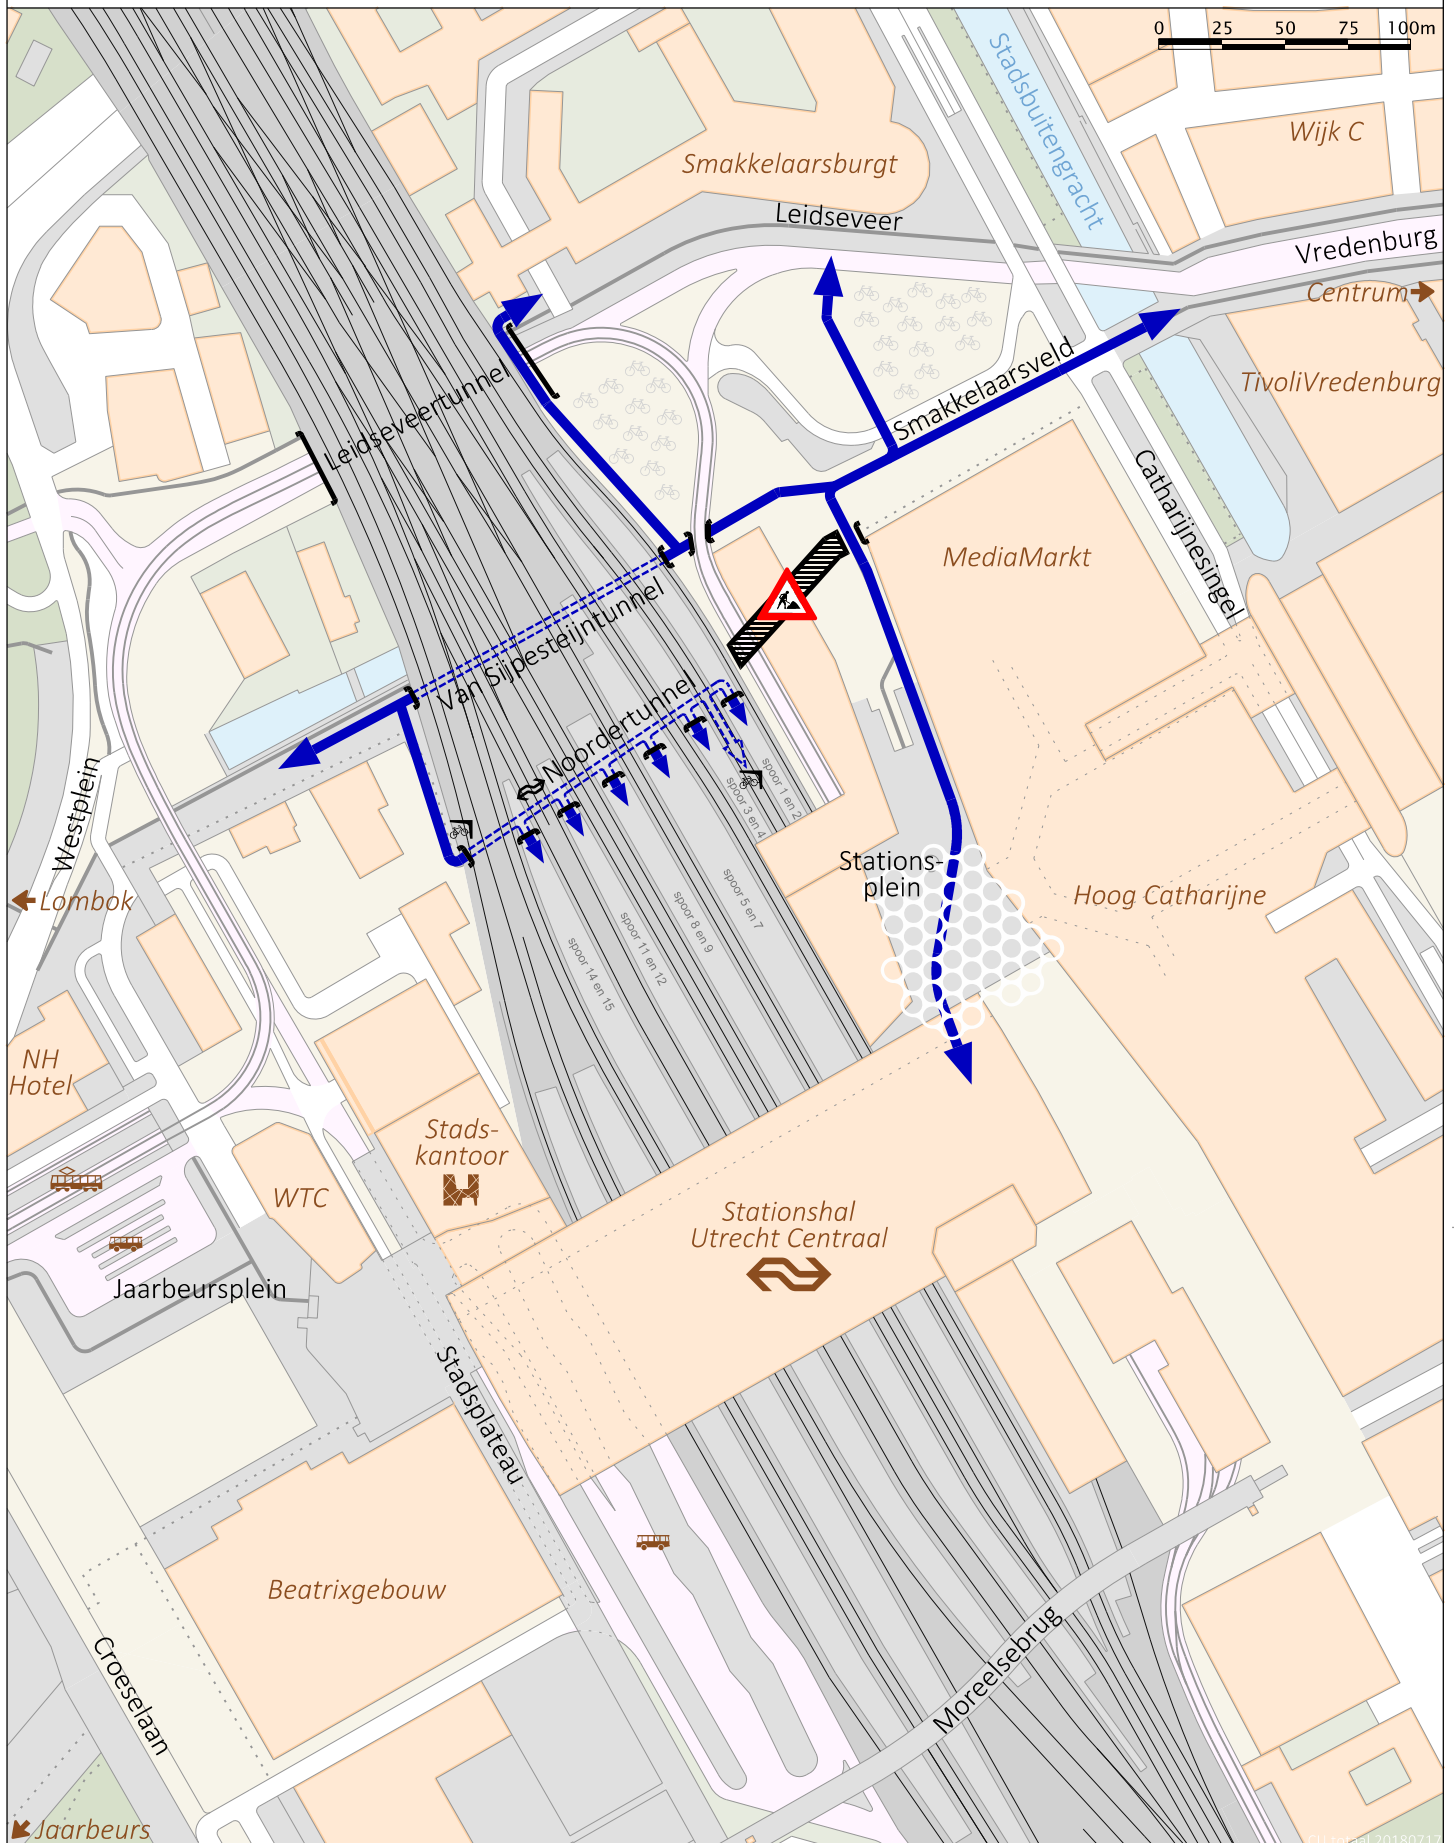 0 25 50 75 100m
Stadsbuitengracht
Wijk C
Smakkelaarsburgt
Leidseveer
Vredenburg
Centrum
Leidseveertunnel
Smakkelaarsveld
TivoliVredenburg
Catharijnesingel
MediaMarkt
Van Sijpesteijntunnel
Noordertunnel
Westplein
spoor 1 en 2
spoor 3 en 4
spoor 5 en 7
spoor 8 en 9
spoor 11 en 12
spoor 14 en 15
Stations-
plein
Hoog Catharijne
Lombok
NH
Hotel
Stads-
kantoor
WTC
Stationshal
Utrecht Centraal
Jaarbeursplein
Stadsplateau
Beatrixgebouw
Croeselaan
Moreelsebrug
Jaarbeurs